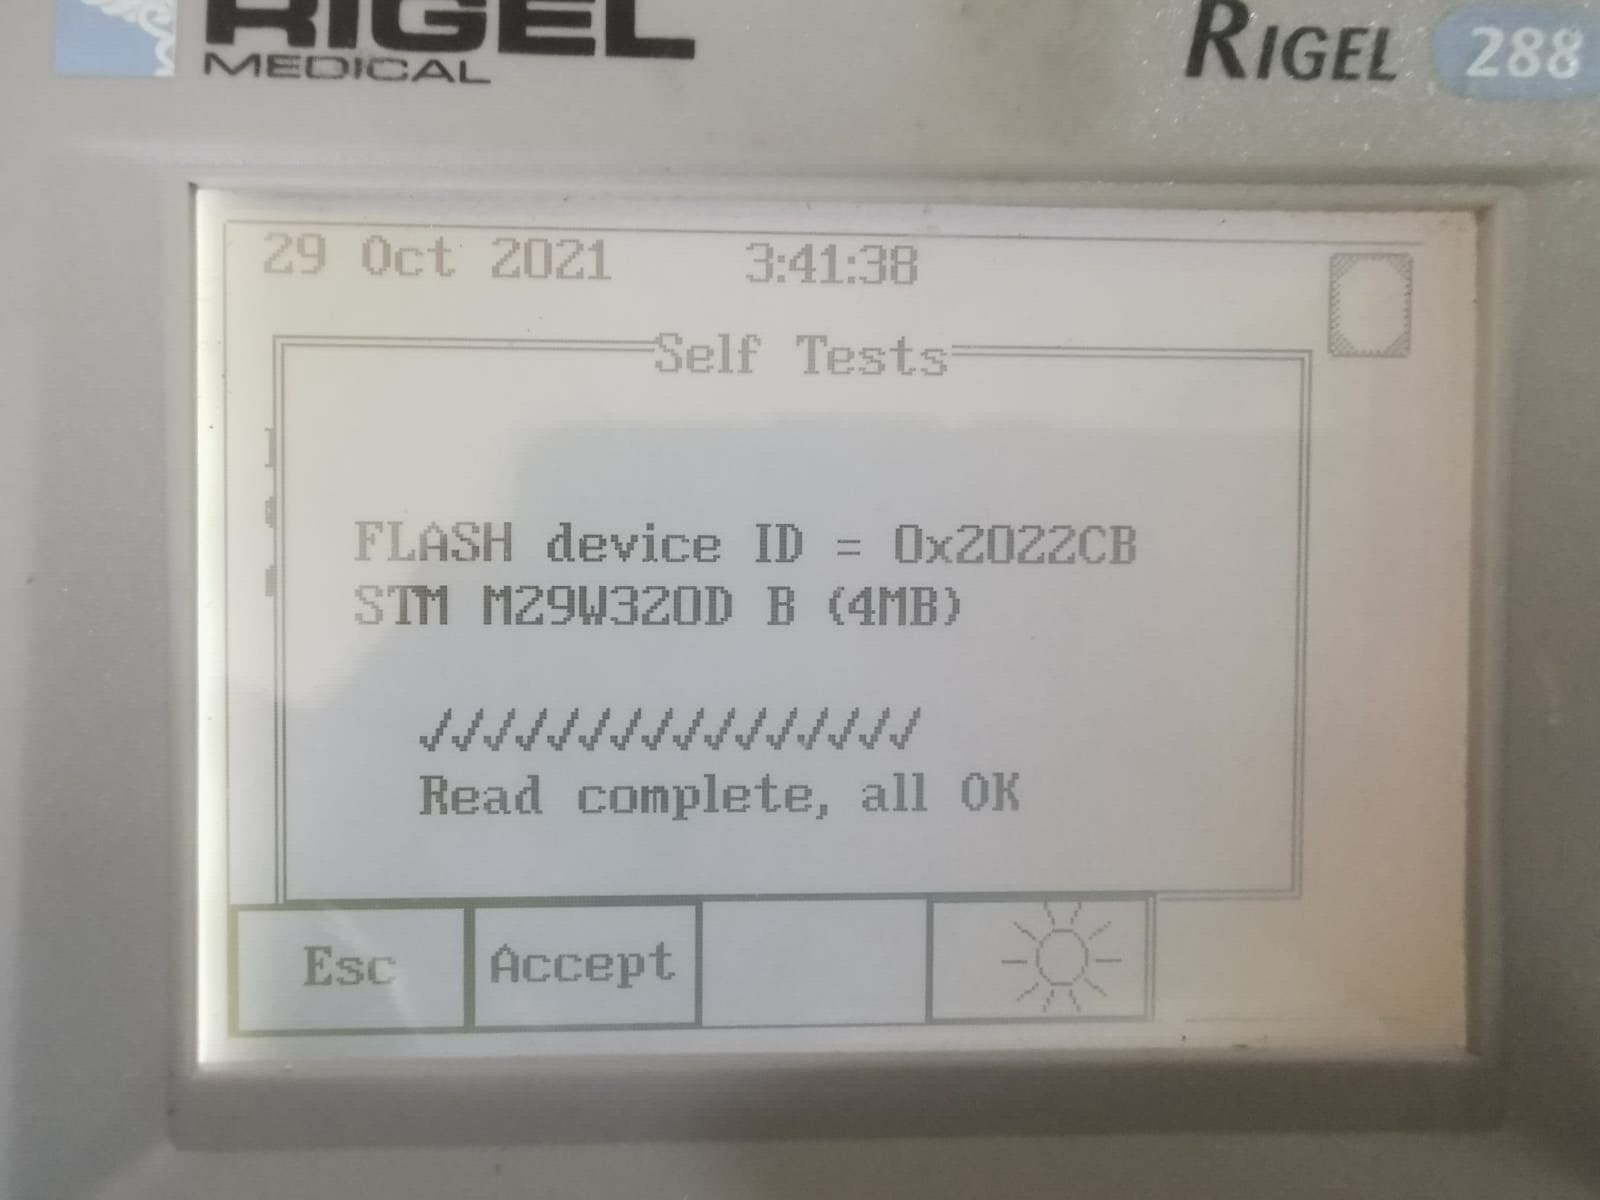 RIGEL
MEDICAL
RIGEL 288
29 Oct 2021 3:41:38
Self Tests
FLASH device ID = 0x2022CB
STM M29W320D B (4MB)
✓✓✓✓✓✓✓✓✓✓✓✓✓✓✓✓
Read complete, all OK
Esc Accept